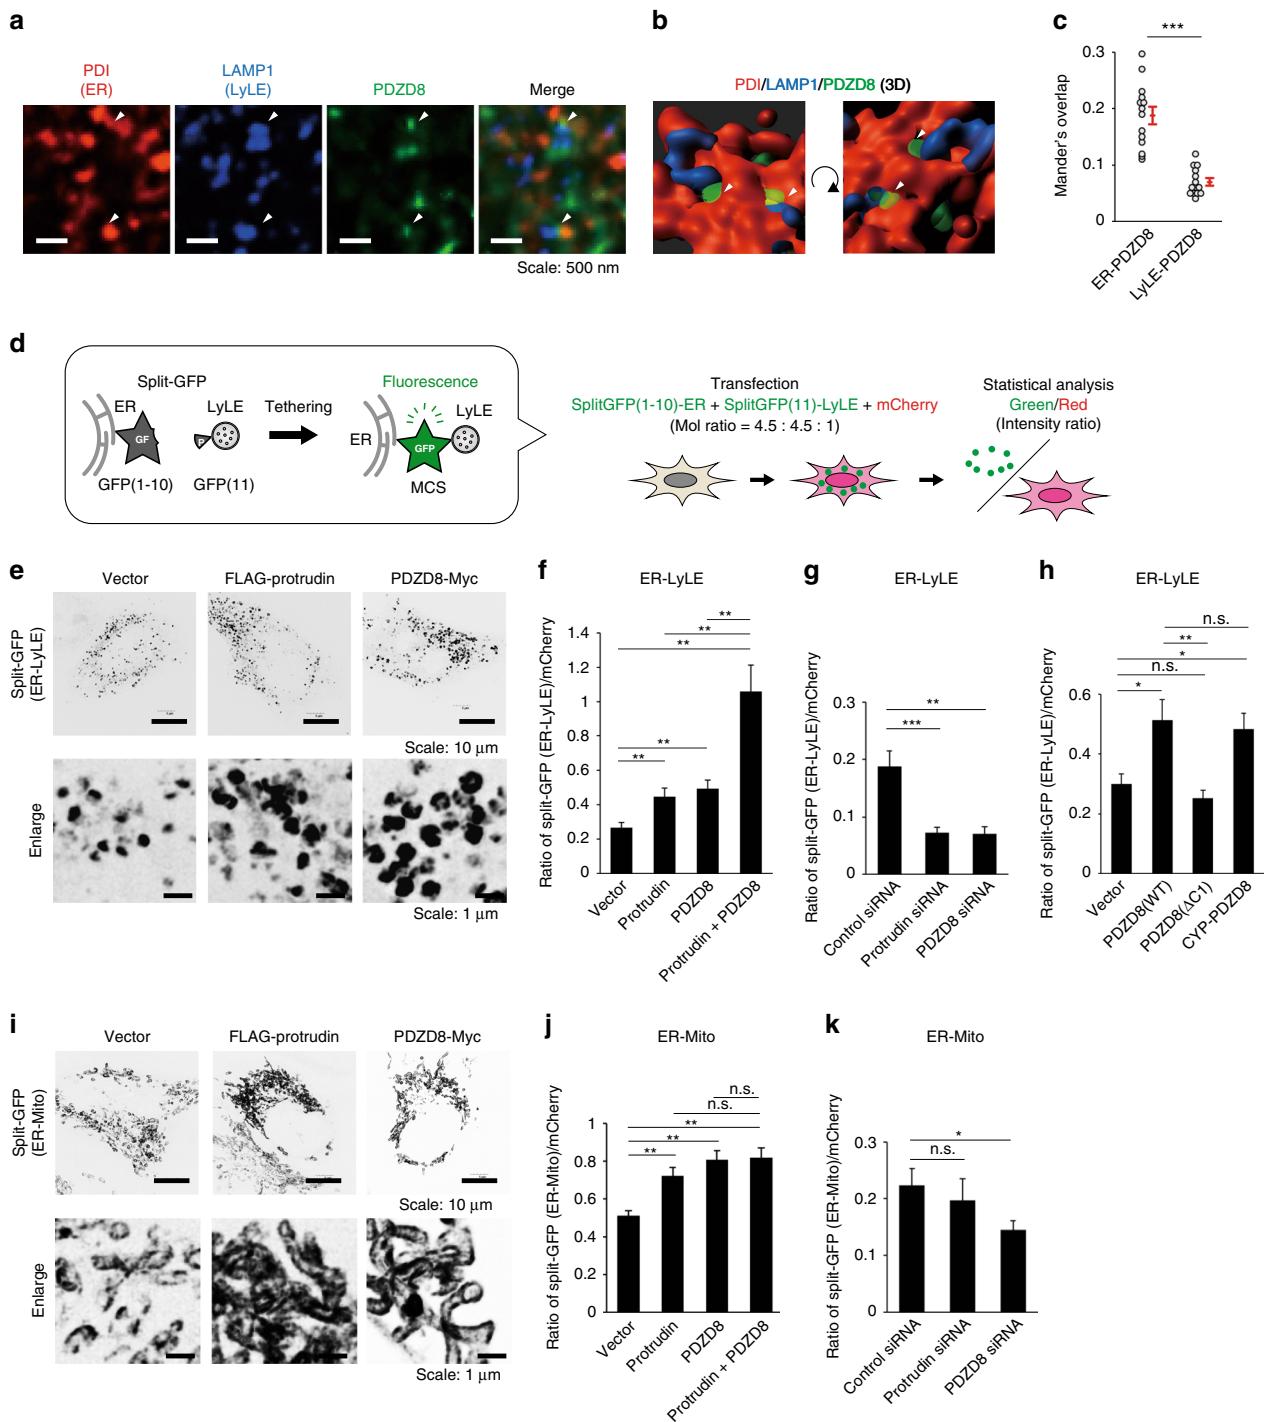 a
PDI
(ER)
LAMP1
(LyLE)
PDZD8
Merge
Scale: 500 nm
b
PDI/LAMP1/PDZD8 (3D)
c
***
Mander's overlap
0.3
0.2
0.1
0
ER-PDZD8
LyLE-PDZD8
d
Split-GFP
ER
LyLE
GF
P
GFP(1-10)
GFP(11)
Tethering
Fluorescence
LyLE
ER
GFP
MCS
Transfection
SplitGFP(1-10)-ER + SplitGFP(11)-LyLE + mCherry
(Mol ratio = 4.5 : 4.5 : 1)
Statistical analysis
Green/Red
(Intensity ratio)
e
Vector
FLAG-protrudin
PDZD8-Myc
Split-GFP
(ER-LyLE)
Scale: 10 μm
Enlarge
Scale: 1 μm
f
ER-LyLE
Ratio of split-GFP (ER-LyLE)/mCherry
1.4
1.2
1
0.8
0.6
0.4
0.2
0
**
**
**
**
**
Vector
Protrudin
PDZD8
Protrudin + PDZD8
g
ER-LyLE
Ratio of split-GFP (ER-LyLE)/mCherry
0.3
0.2
0.1
0
**
***
Control siRNA
Protrudin siRNA
PDZD8 siRNA
h
ER-LyLE
Ratio of split-GFP (ER-LyLE)/mCherry
0.6
0.4
0.2
0
n.s.
**
*
n.s.
*
Vector
PDZD8(WT)
PDZD8(ΔC1)
CYP-PDZD8
i
Vector
FLAG-protrudin
PDZD8-Myc
Split-GFP
(ER-Mito)
Scale: 10 μm
Enlarge
Scale: 1 μm
j
ER-Mito
Ratio of split-GFP (ER-Mito)/mCherry
1
0.8
0.6
0.4
0.2
0
n.s.
n.s.
**
**
**
Vector
Protrudin
PDZD8
Protrudin + PDZD8
k
ER-Mito
Ratio of split-GFP (ER-Mito)/mCherry
0.3
0.2
0.1
0
*
n.s.
Control siRNA
Protrudin siRNA
PDZD8 siRNA